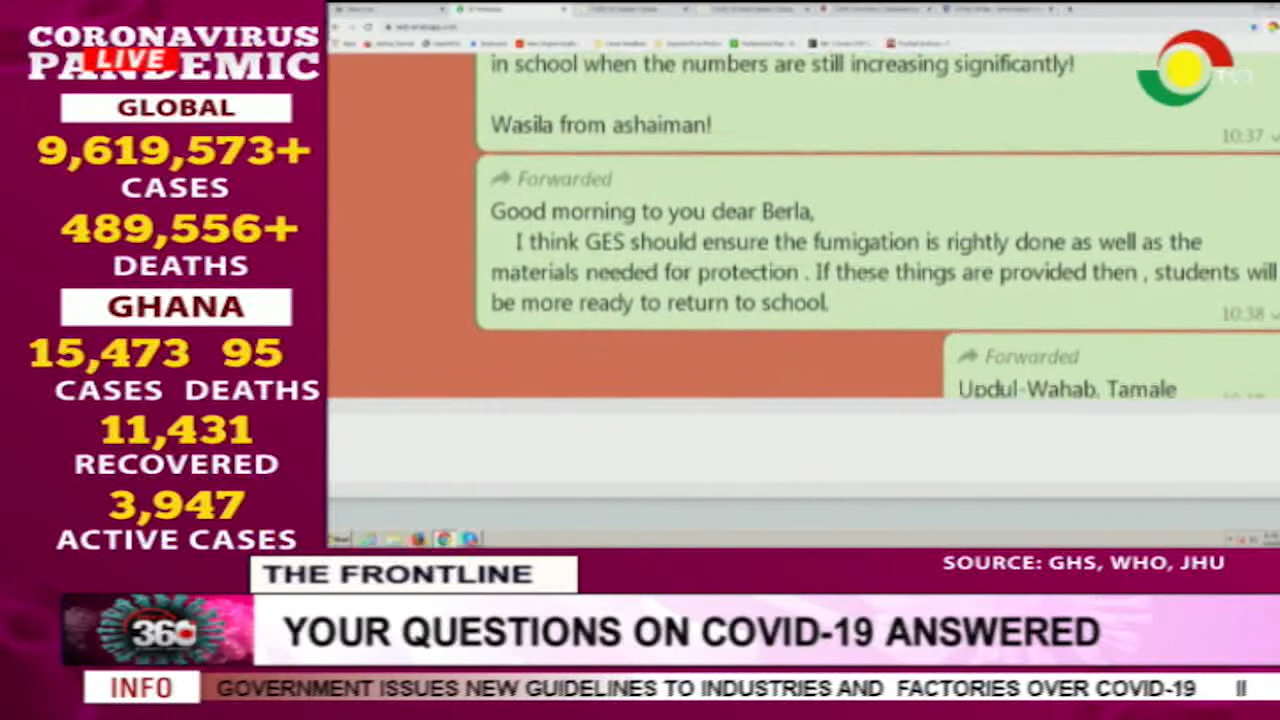 CORONAVIRUS
PANDEMIC
LIVE
GLOBAL
9,619,573+
CASES
489,556+
DEATHS
GHANA
15,473 95
CASES DEATHS
11,431
RECOVERED
3,947
ACTIVE CASES
in school when the numbers are still increasing significantly!
Wasila from ashaiman!
10:37
Forwarded
Good morning to you dear Berla,
I think GES should ensure the fumigation is rightly done as well as the
materials needed for protection . If these things are provided then , students will
be more ready to return to school.
10:38
Forwarded
Updul-Wahab, Tamale
SOURCE: GHS, WHO, JHU
THE FRONTLINE
360
YOUR QUESTIONS ON COVID-19 ANSWERED
INFO
GOVERNMENT ISSUES NEW GUIDELINES TO INDUSTRIES AND FACTORIES OVER COVID-19